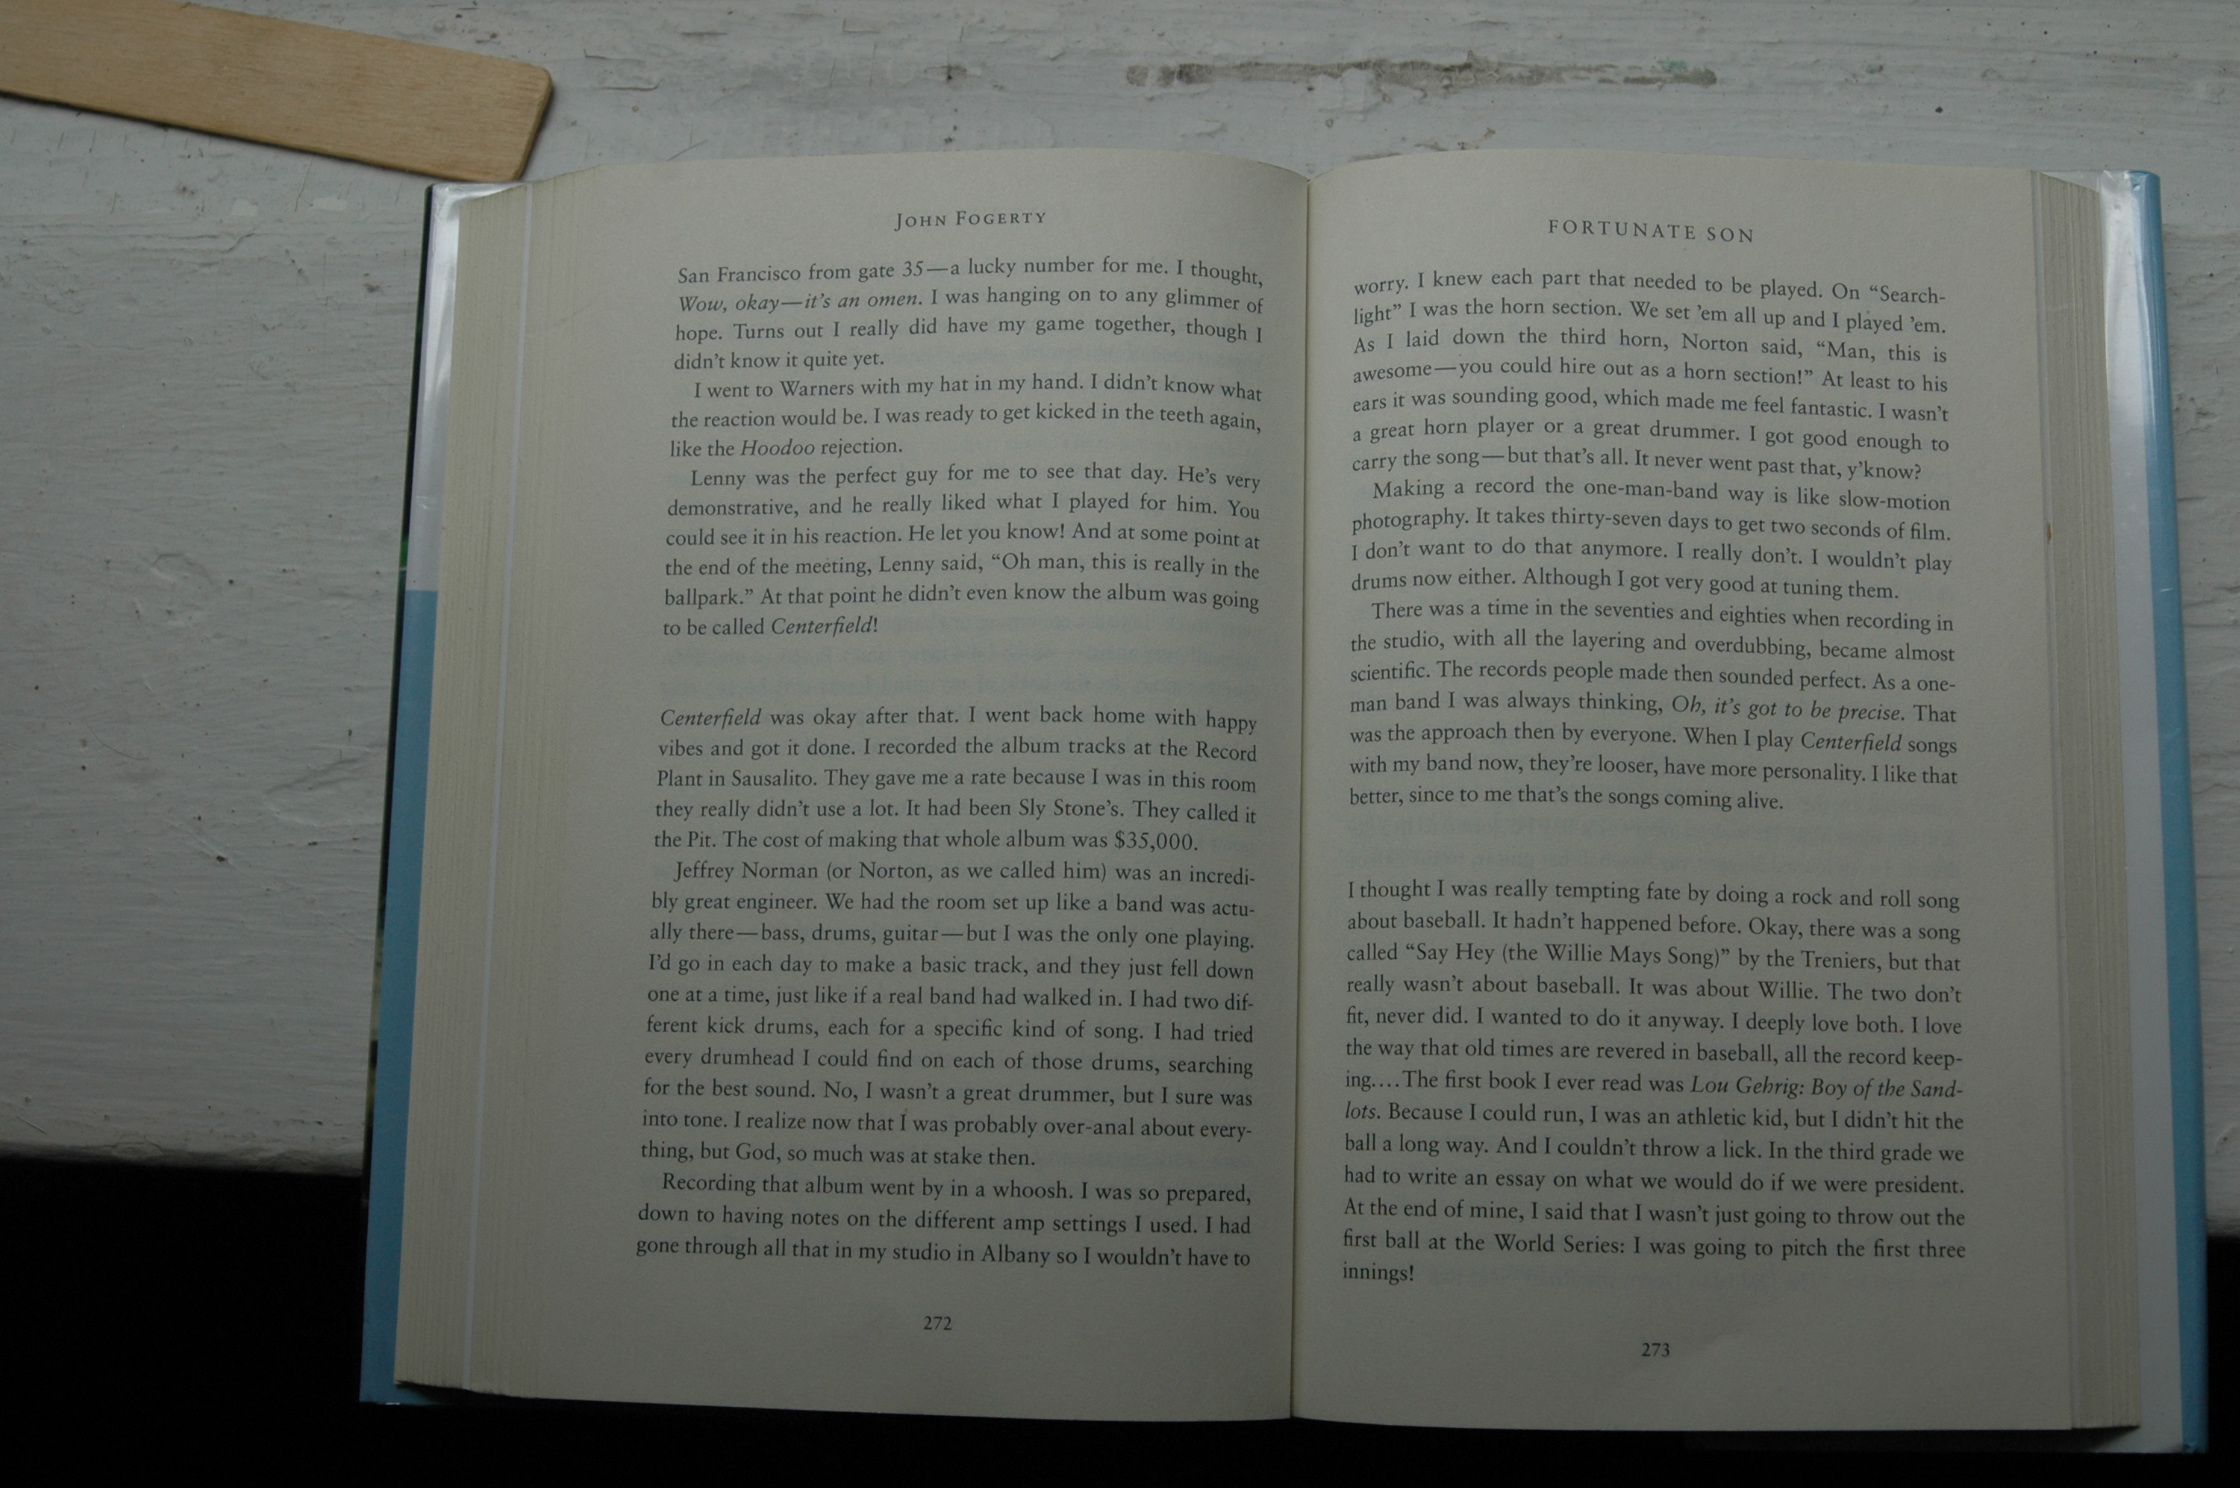 JOHN FOGERTY
San Francisco from gate 35—a lucky number for me. I thought,
Wow, okay—it's an omen. I was hanging on to any glimmer of
hope. Turns out I really did have my game together, though I
didn't know it quite yet.
I went to Warners with my hat in my hand. I didn't know what
the reaction would be. I was ready to get kicked in the teeth again,
like the Hoodoo rejection.
Lenny was the perfect guy for me to see that day. He's very
demonstrative, and he really liked what I played for him. You
could see it in his reaction. He let you know! And at some point at
the end of the meeting, Lenny said, “Oh man, this is really in the
ballpark.” At that point he didn't even know the album was going
to be called Centerfield!
Centerfield was okay after that. I went back home with happy
vibes and got it done. I recorded the album tracks at the Record
Plant in Sausalito. They gave me a rate because I was in this room
they really didn't use a lot. It had been Sly Stone's. They called it
the Pit. The cost of making that whole album was $35,000.
Jeffrey Norman (or Norton, as we called him) was an incredi-
bly great engineer. We had the room set up like a band was actu-
ally there—bass, drums, guitar—but I was the only one playing.
I'd go in each day to make a basic track, and they just fell down
one at a time, just like if a real band had walked in. I had two dif-
ferent kick drums, each for a specific kind of song. I had tried
every drumhead I could find on each of those drums, searching
for the best sound. No, I wasn't a great drummer, but I sure was
into tone. I realize now that I was probably over-anal about every-
thing, but God, so much was at stake then.
Recording that album went by in a whoosh. I was so prepared,
down to having notes on the different amp settings I used. I had
gone through all that in my studio in Albany so I wouldn't have to
272
FORTUNATE SON
worry. I knew each part that needed to be played. On “Search-
light” I was the horn section. We set 'em all up and I played 'em.
As I laid down the third horn, Norton said, “Man, this is
awesome—you could hire out as a horn section!” At least to his
ears it was sounding good, which made me feel fantastic. I wasn't
a great horn player or a great drummer. I got good enough to
carry the song—but that's all. It never went past that, y'know?
Making a record the one-man-band way is like slow-motion
photography. It takes thirty-seven days to get two seconds of film.
I don't want to do that anymore. I really don't. I wouldn't play
drums now either. Although I got very good at tuning them.
There was a time in the seventies and eighties when recording in
the studio, with all the layering and overdubbing, became almost
scientific. The records people made then sounded perfect. As a one-
man band I was always thinking, Oh, it's got to be precise. That
was the approach then by everyone. When I play Centerfield songs
with my band now, they're looser, have more personality. I like that
better, since to me that's the songs coming alive.
I thought I was really tempting fate by doing a rock and roll song
about baseball. It hadn't happened before. Okay, there was a song
called “Say Hey (the Willie Mays Song)” by the Treniers, but that
really wasn't about baseball. It was about Willie. The two don't
fit, never did. I wanted to do it anyway. I deeply love both. I love
the way that old times are revered in baseball, all the record keep-
ing....The first book I ever read was Lou Gehrig: Boy of the Sand-
lots. Because I could run, I was an athletic kid, but I didn't hit the
ball a long way. And I couldn't throw a lick. In the third grade we
had to write an essay on what we would do if we were president.
At the end of mine, I said that I wasn't just going to throw out the
first ball at the World Series: I was going to pitch the first three
innings!
273